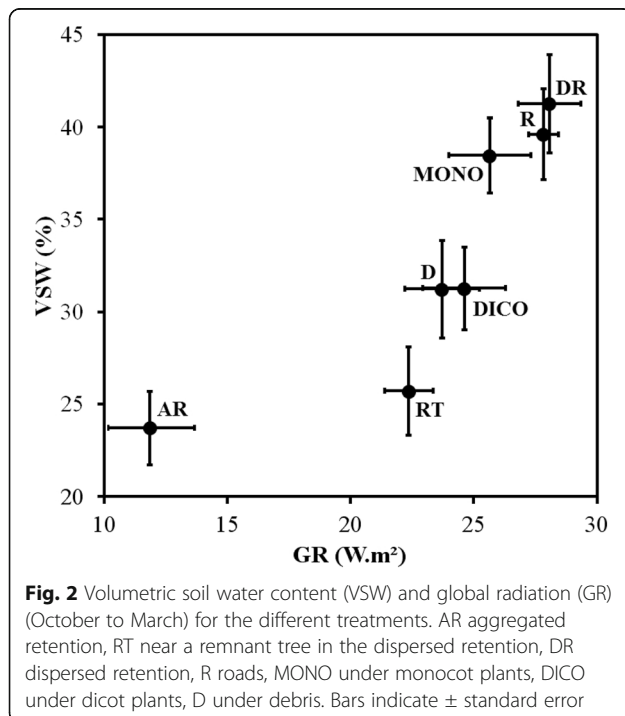 45
40
35
30
25
20
VSW (%)
DR
R
MONO
D
DICO
RT
AR
10 15 20 25 30
GR (W.m²)
Fig. 2 Volumetric soil water content (VSW) and global radiation (GR)
(October to March) for the different treatments. AR aggregated
retention, RT near a remnant tree in the dispersed retention, DR
dispersed retention, R roads, MONO under monocot plants, DICO
under dicot plants, D under debris. Bars indicate ± standard error